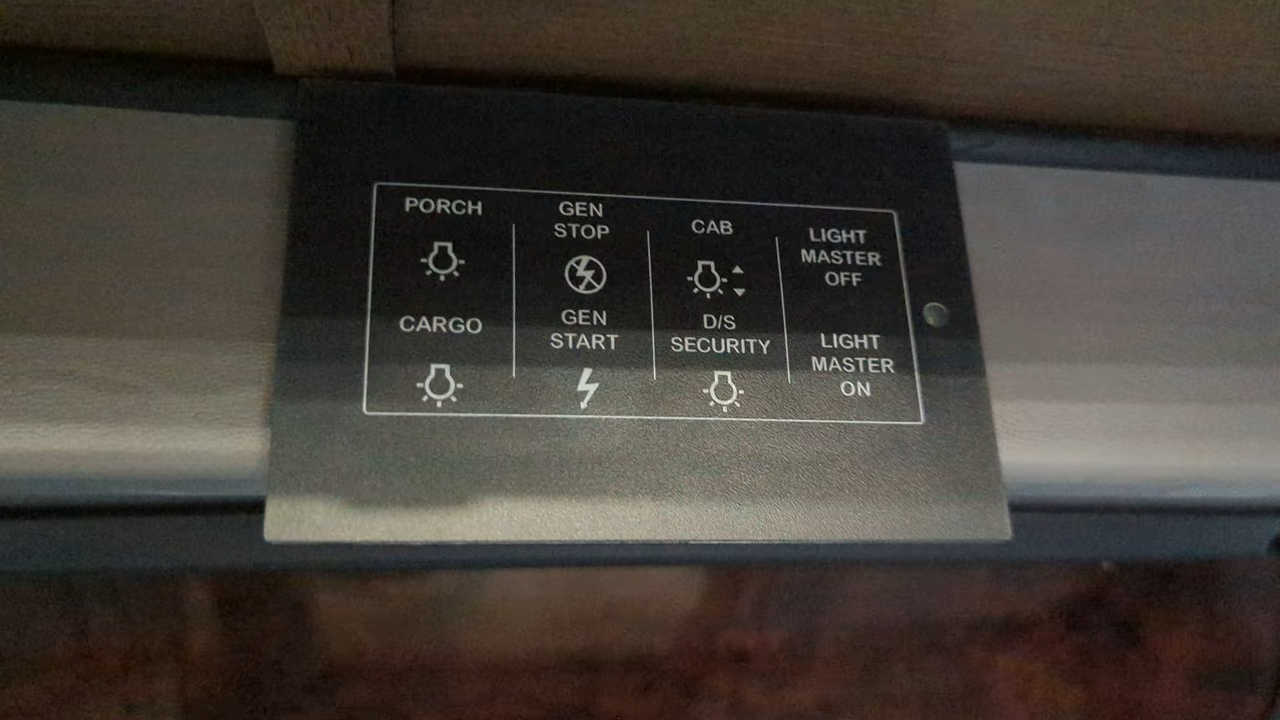 PORCH
GEN
STOP
CAB
LIGHT
MASTER
OFF
CARGO
GEN
START
D/S
SECURITY
LIGHT
MASTER
ON